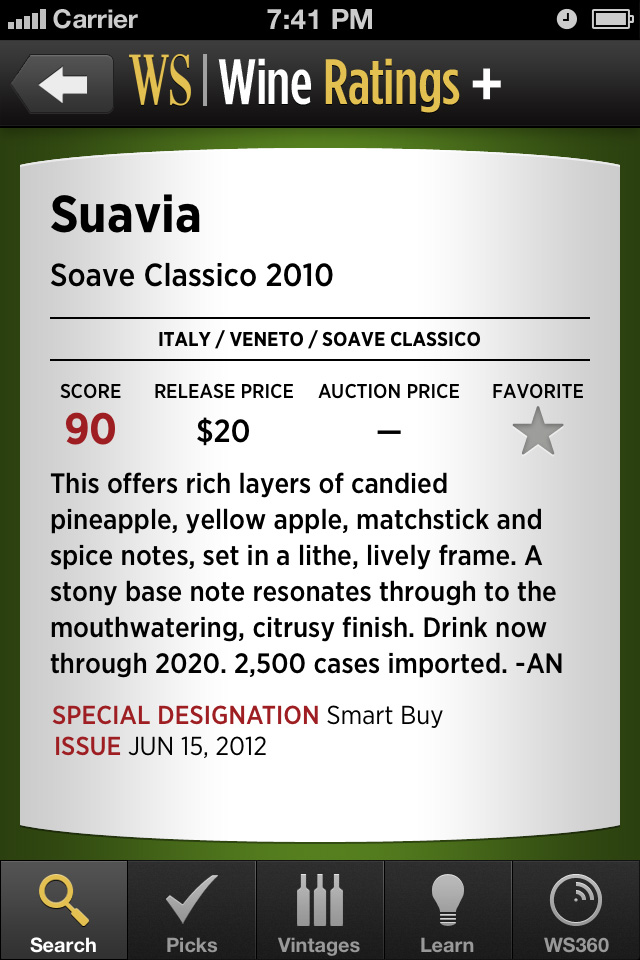 Carrier 7:41 PM
WS | Wine Ratings +
Suavia
Soave Classico 2010
ITALY / VENETO / SOAVE CLASSICO
SCORE RELEASE PRICE AUCTION PRICE FAVORITE
90 $20 —
This offers rich layers of candied
pineapple, yellow apple, matchstick and
spice notes, set in a lithe, lively frame. A
stony base note resonates through to the
mouthwatering, citrusy finish. Drink now
through 2020. 2,500 cases imported. -AN
SPECIAL DESIGNATION Smart Buy
ISSUE JUN 15, 2012
Search Picks Vintages Learn WS360